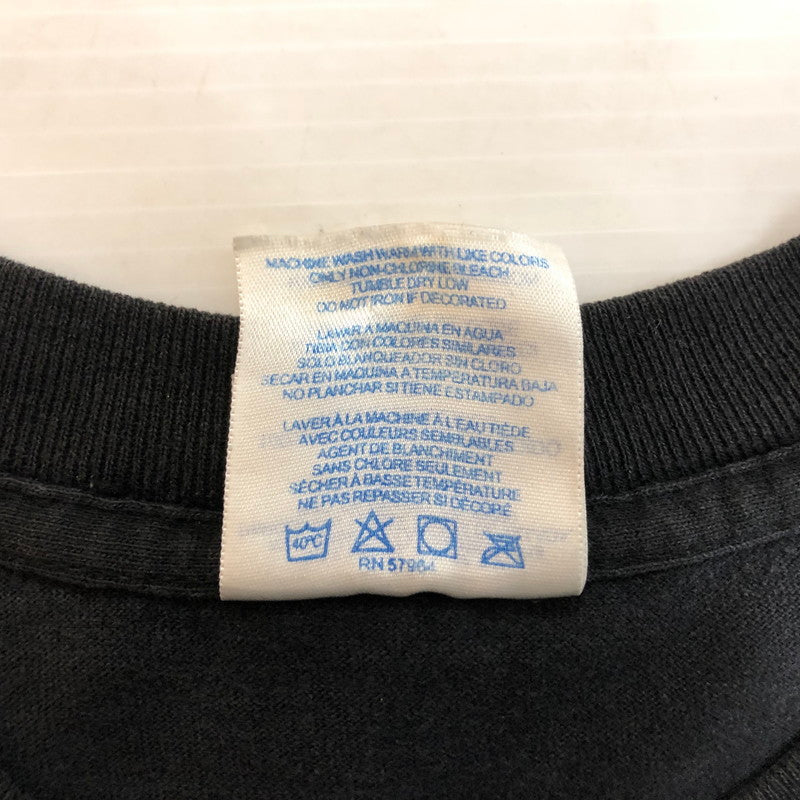 MACHINE WASH WARM WITH LIKE COLORS
ONLY NON-CHLORINE BLEACH
TUMBLE DRY LOW
DO NOT IRON IF DECORATED
LAVAR A MAQUINA EN AGUA
TIBIA CON COLORES SIMILARES
SOLO BLANQUEADOR SIN CLORO
SECAR EN MAQUINA A TEMPERATURA BAJA
NO PLANCHAR SI TIENE ESTAMPADO
LAVER À LA MACHINE À L'EAU TIÈDE
AVEC COULEURS SEMBLABLES
AGENT DE BLANCHIMENT
SANS CHLORE SEULEMENT
SÉCHER À BASSE TEMPÉRATURE
NE PAS REPASSER SI DÉCORÉ
40°C
RN